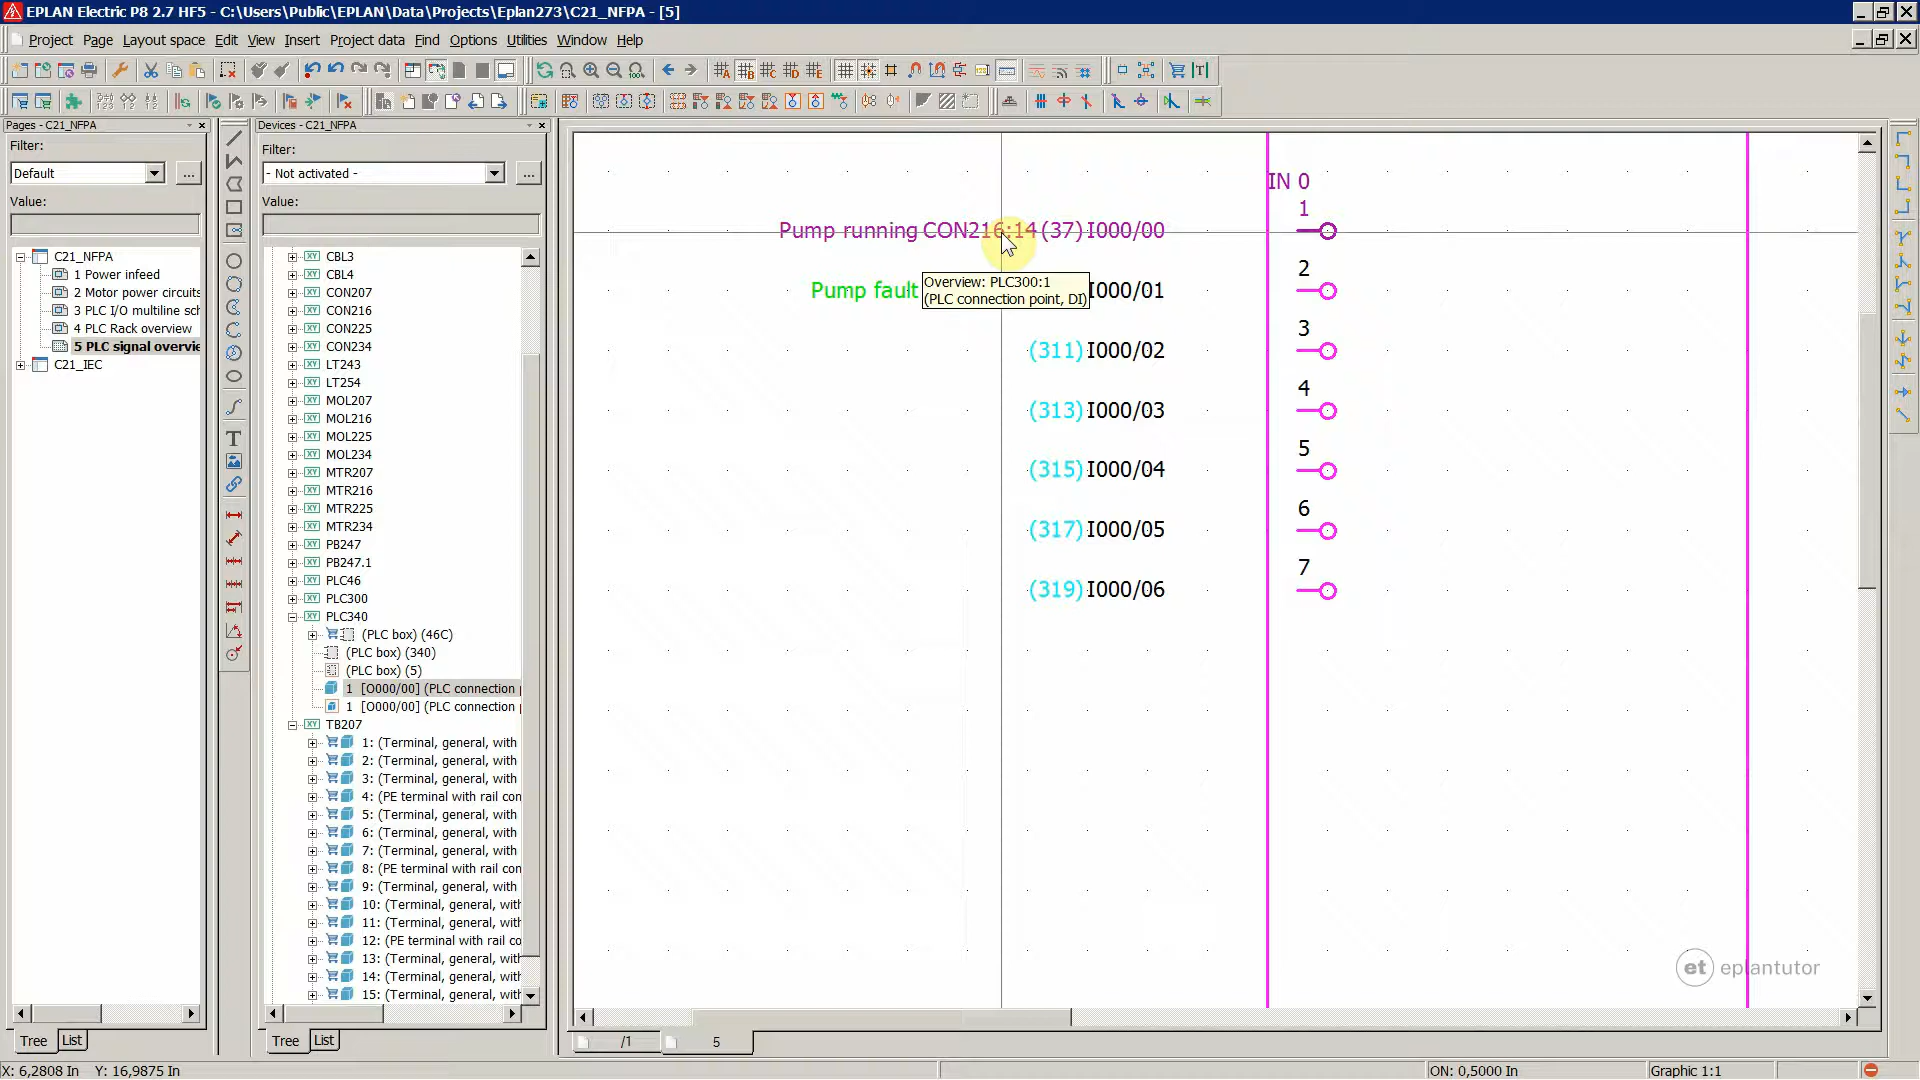 EPLAN Electric P8 2.7 HF5 - C:\Users\Public\EPLAN\Data\Projects\Eplan273\C21_NFPA - [5]
Project Page Layout space Edit View Insert Project data Find Options Utilities Window Help
Pages - C21_NFPA
Filter:
Default
...
Value:
C21_NFPA
1 Power infeed
2 Motor power circuits
3 PLC I/O multiline sch
4 PLC Rack overview
5 PLC signal overvie
C21_IEC
Tree
List
Devices - C21_NFPA
Filter:
- Not activated -
...
Value:
CBL3
CBL4
CON207
CON216
CON225
CON234
LT243
LT254
MOL207
MOL216
MOL225
MOL234
MTR207
MTR216
MTR225
MTR234
PB247
PB247.1
PLC46
PLC300
PLC340
(PLC box) (46C)
(PLC box) (340)
(PLC box) (5)
1 [O000/00] (PLC connection p
1 [O000/00] (PLC connection p
TB207
1: (Terminal, general, with
2: (Terminal, general, with
3: (Terminal, general, with
4: (PE terminal with rail con
5: (Terminal, general, with
6: (Terminal, general, with
7: (Terminal, general, with
8: (PE terminal with rail con
9: (Terminal, general, with
10: (Terminal, general, with
11: (Terminal, general, with
12: (PE terminal with rail co
13: (Terminal, general, with
14: (Terminal, general, with
15: (Terminal, general, with
Tree
List
IN 0
1
Pump running CON216:14 (37) I000/00
2
Pump fault I000/01
Overview: PLC300:1
(PLC connection point, DI)
3
(311) I000/02
4
(313) I000/03
5
(315) I000/04
6
(317) I000/05
7
(319) I000/06
et eplantutor
/1
5
X: 6,2808 In Y: 16,9875 In
ON: 0,5000 In
Graphic 1:1